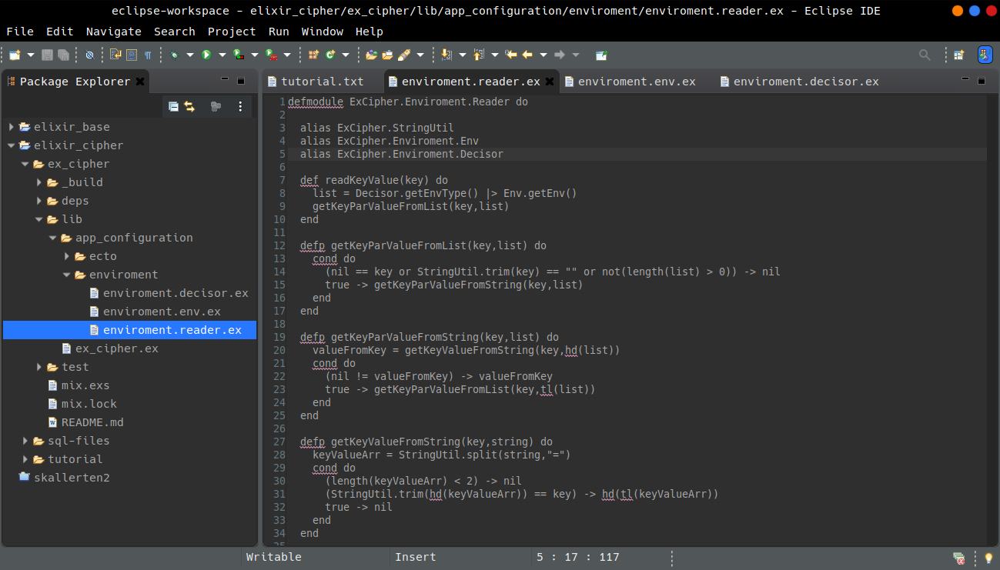 eclipse-workspace - elixir_cipher/ex_cipher/lib/app_configuration/enviroment/enviroment.reader.ex - Eclipse IDE
File Edit Navigate Search Project Run Window Help
Package Explorer
elixir_base
elixir_cipher
ex_cipher
_build
deps
lib
app_configuration
ecto
enviroment
enviroment.decisor.ex
enviroment.env.ex
enviroment.reader.ex
ex_cipher.ex
test
mix.exs
mix.lock
README.md
sql-files
tutorial
skallerten2
tutorial.txt enviroment.reader.ex enviroment.env.ex enviroment.decisor.ex
1 defmodule ExCipher.Enviroment.Reader do
2
3   alias ExCipher.StringUtil
4   alias ExCipher.Enviroment.Env
5   alias ExCipher.Enviroment.Decisor
6
7   def readKeyValue(key) do
8     list = Decisor.getEnvType() |> Env.getEnv()
9     getKeyParValueFromList(key,list)
10   end
11
12   defp getKeyParValueFromList(key,list) do
13     cond do
14       (nil == key or StringUtil.trim(key) == "" or not(length(list) > 0)) -> nil
15       true -> getKeyParValueFromString(key,list)
16     end
17   end
18
19   defp getKeyParValueFromString(key,list) do
20     valueFromKey = getKeyValueFromString(key,hd(list))
21     cond do
22       (nil != valueFromKey) -> valueFromKey
23       true -> getKeyParValueFromList(key,tl(list))
24     end
25   end
26
27   defp getKeyValueFromString(key,string) do
28     keyValueArr = StringUtil.split(string,"=")
29     cond do
30       (length(keyValueArr) < 2) -> nil
31       (StringUtil.trim(hd(keyValueArr)) == key) -> hd(tl(keyValueArr))
32       true -> nil
33     end
34   end
Writable Insert 5 : 17 : 117